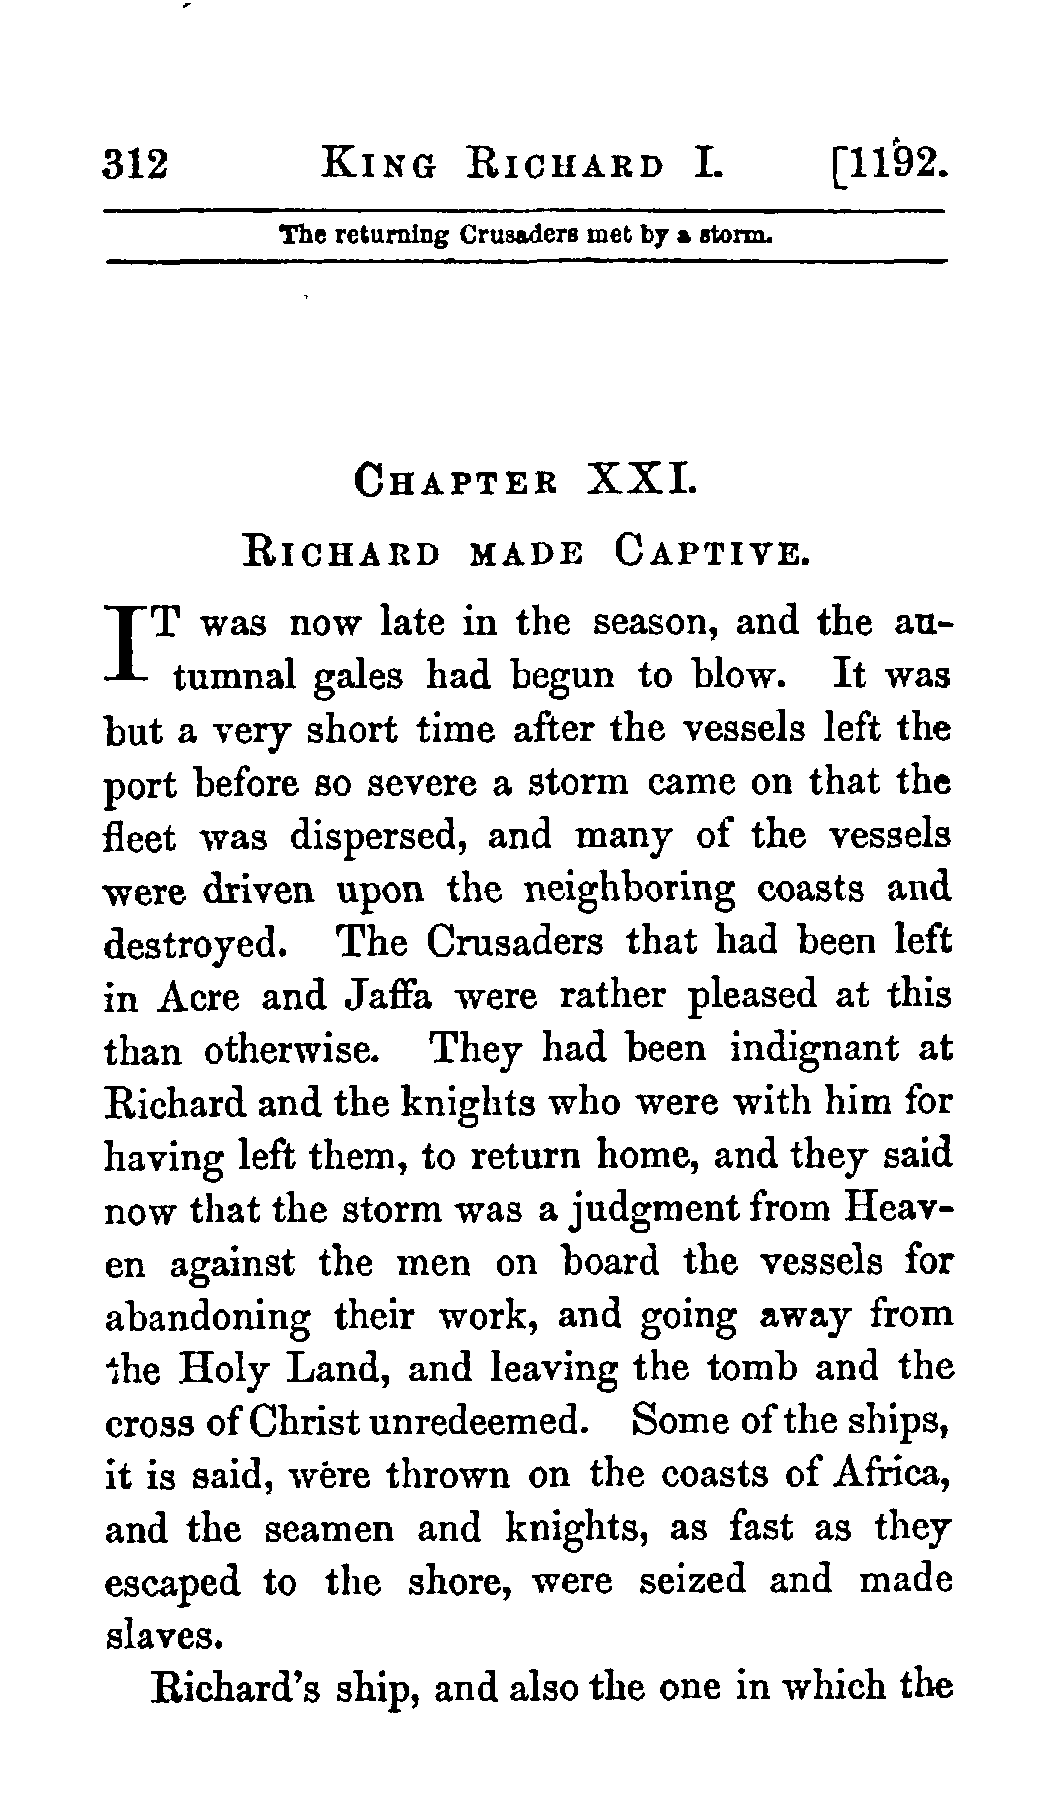 312 KING RICHARD I. [1192.
The returning Crusaders met by a storm.
CHAPTER XXI.
RICHARD MADE CAPTIVE.
IT was now late in the season, and the au-
tumnal gales had begun to blow. It was
but a very short time after the vessels left the
port before so severe a storm came on that the
fleet was dispersed, and many of the vessels
were driven upon the neighboring coasts and
destroyed. The Crusaders that had been left
in Acre and Jaffa were rather pleased at this
than otherwise. They had been indignant at
Richard and the knights who were with him for
having left them, to return home, and they said
now that the storm was a judgment from Heav-
en against the men on board the vessels for
abandoning their work, and going away from
the Holy Land, and leaving the tomb and the
cross of Christ unredeemed. Some of the ships,
it is said, were thrown on the coasts of Africa,
and the seamen and knights, as fast as they
escaped to the shore, were seized and made
slaves.
Richard's ship, and also the one in which the